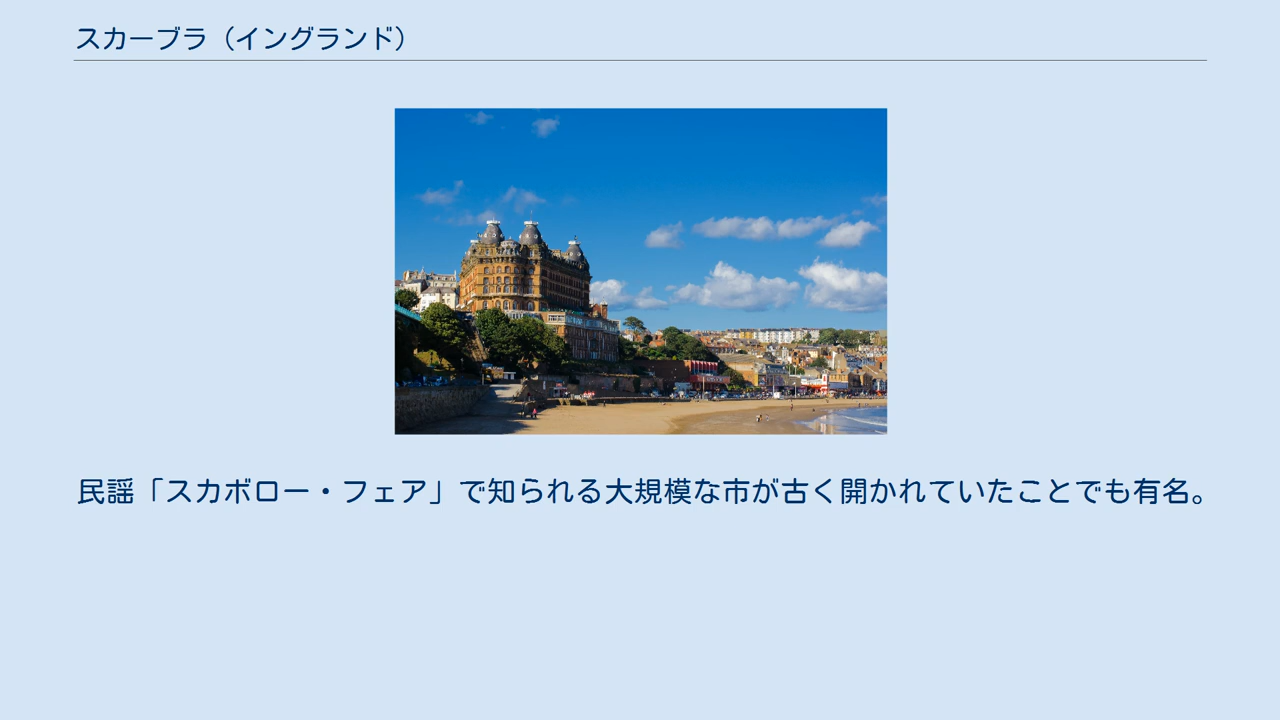 スカーブラ（イングランド）
民謡「スカボロー・フェア」で知られる大規模な市が古く開かれていたことでも有名。